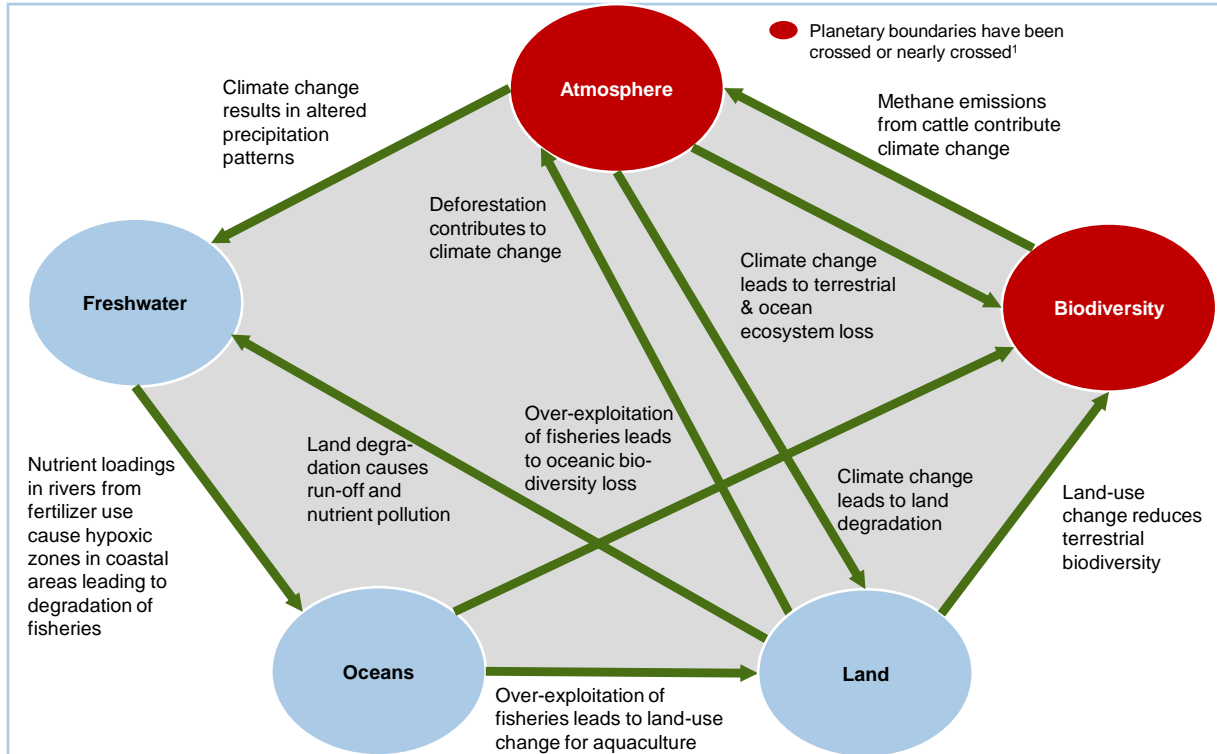 Planetary boundaries have been
crossed or nearly crossed¹
Atmosphere
Climate change
results in altered
precipitation
patterns
Methane emissions
from cattle contribute
climate change
Deforestation
contributes to
climate change
Climate change
leads to terrestrial
& ocean
ecosystem loss
Freshwater
Biodiversity
Over-exploitation
of fisheries leads
to oceanic bio-
diversity loss
Land degra-
dation causes
run-off and
nutrient pollution
Nutrient loadings
in rivers from
fertilizer use
cause hypoxic
zones in coastal
areas leading to
degradation of
fisheries
Climate change
leads to land
degradation
Land-use
change reduces
terrestrial
biodiversity
Oceans
Land
Over-exploitation of
fisheries leads to land-use
change for aquaculture